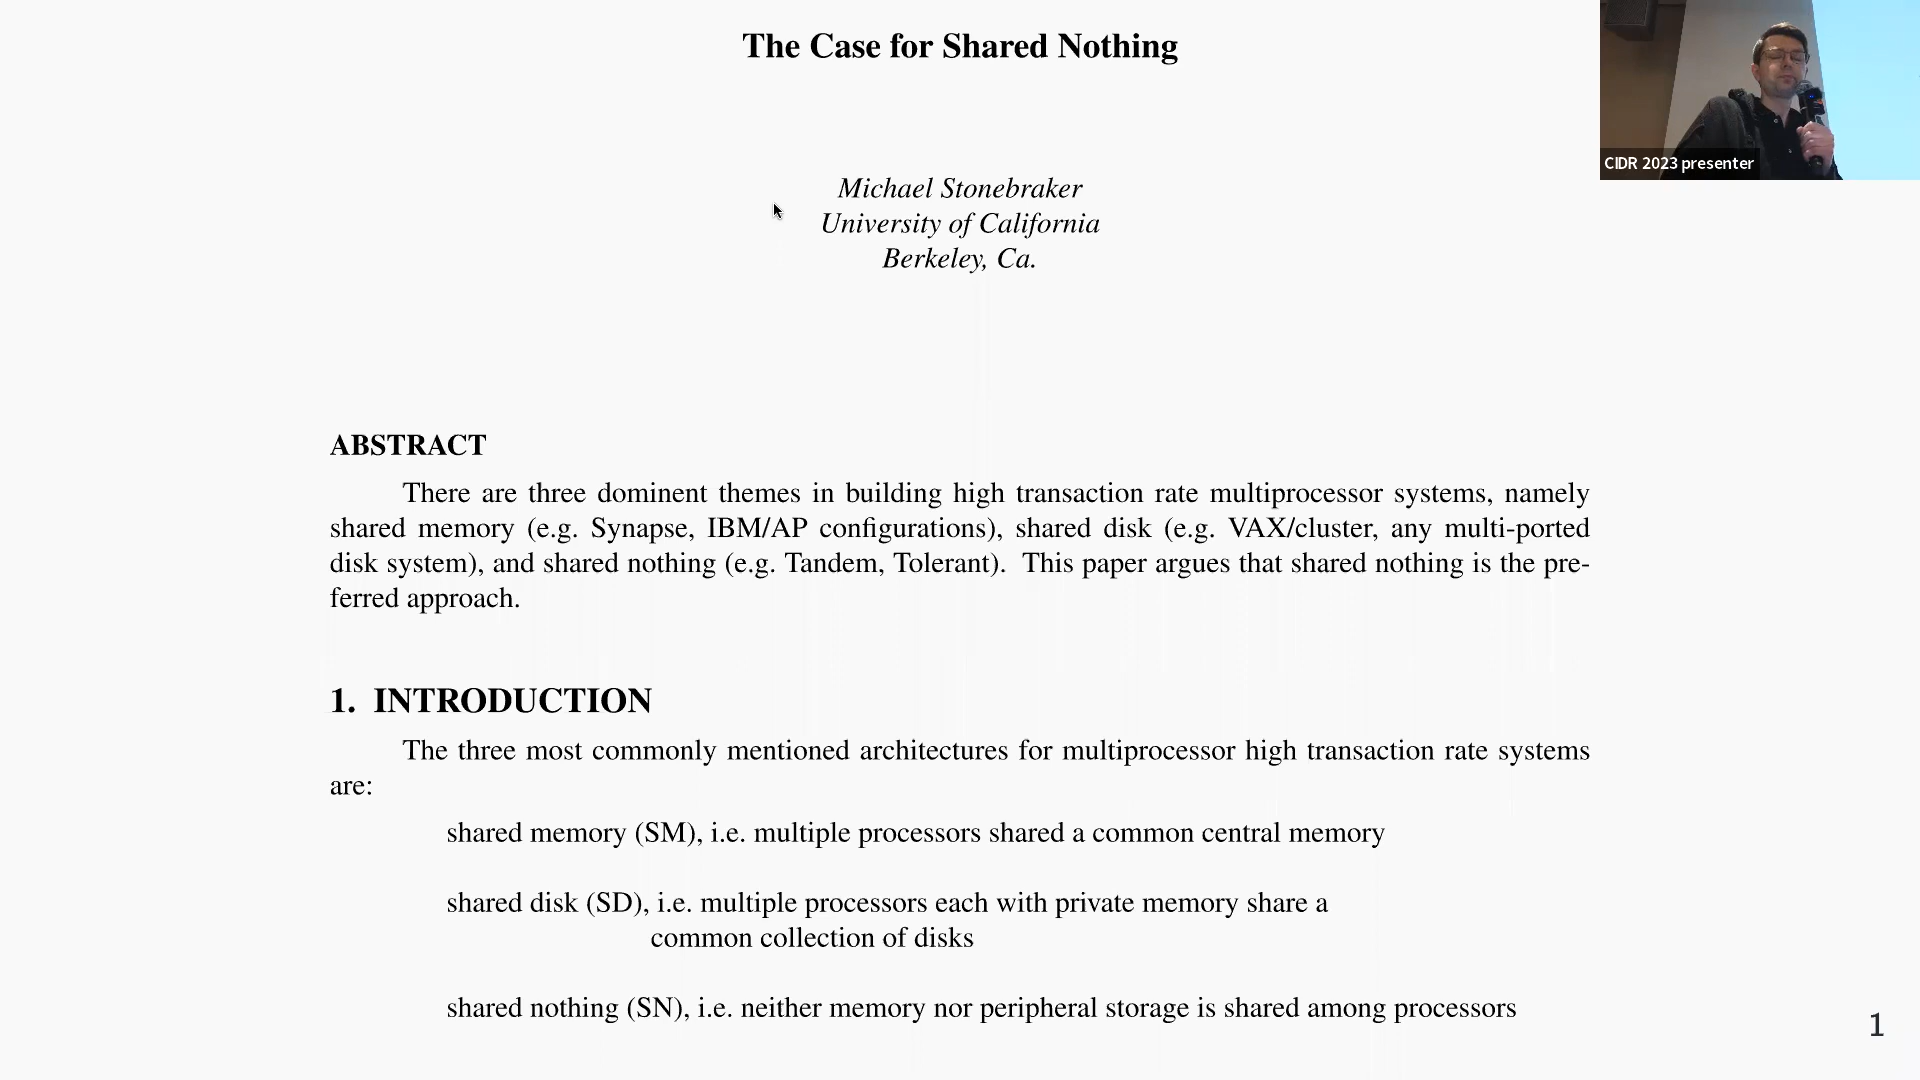 The Case for Shared Nothing
CIDR 2023 presenter
Michael Stonebraker
University of California
Berkeley, Ca.
ABSTRACT
There are three dominent themes in building high transaction rate multiprocessor systems, namely
shared memory (e.g. Synapse, IBM/AP configurations), shared disk (e.g. VAX/cluster, any multi-ported
disk system), and shared nothing (e.g. Tandem, Tolerant). This paper argues that shared nothing is the pre-
ferred approach.
1. INTRODUCTION
The three most commonly mentioned architectures for multiprocessor high transaction rate systems
are:
shared memory (SM), i.e. multiple processors shared a common central memory
shared disk (SD), i.e. multiple processors each with private memory share a
common collection of disks
shared nothing (SN), i.e. neither memory nor peripheral storage is shared among processors
1